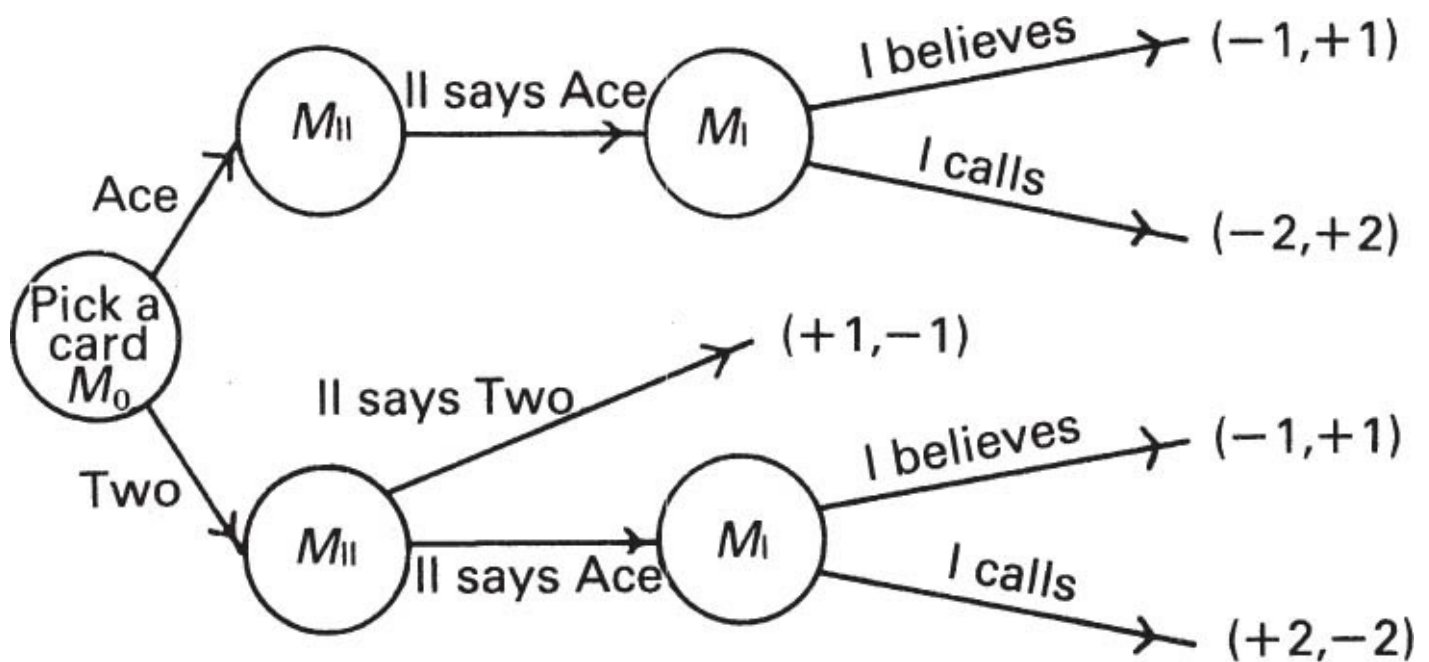 I believes
(−1,+1)
II says Ace
M_II
M_I
I calls
Ace
(−2,+2)
Pick a
card
M₀
(+1,−1)
II says Two
I believes
(−1,+1)
Two
M_II
M_I
II says Ace
I calls
(+2,−2)